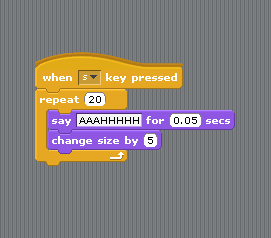 when s key pressed
repeat 20
say AAAHHHHH for 0.05 secs
change size by 5